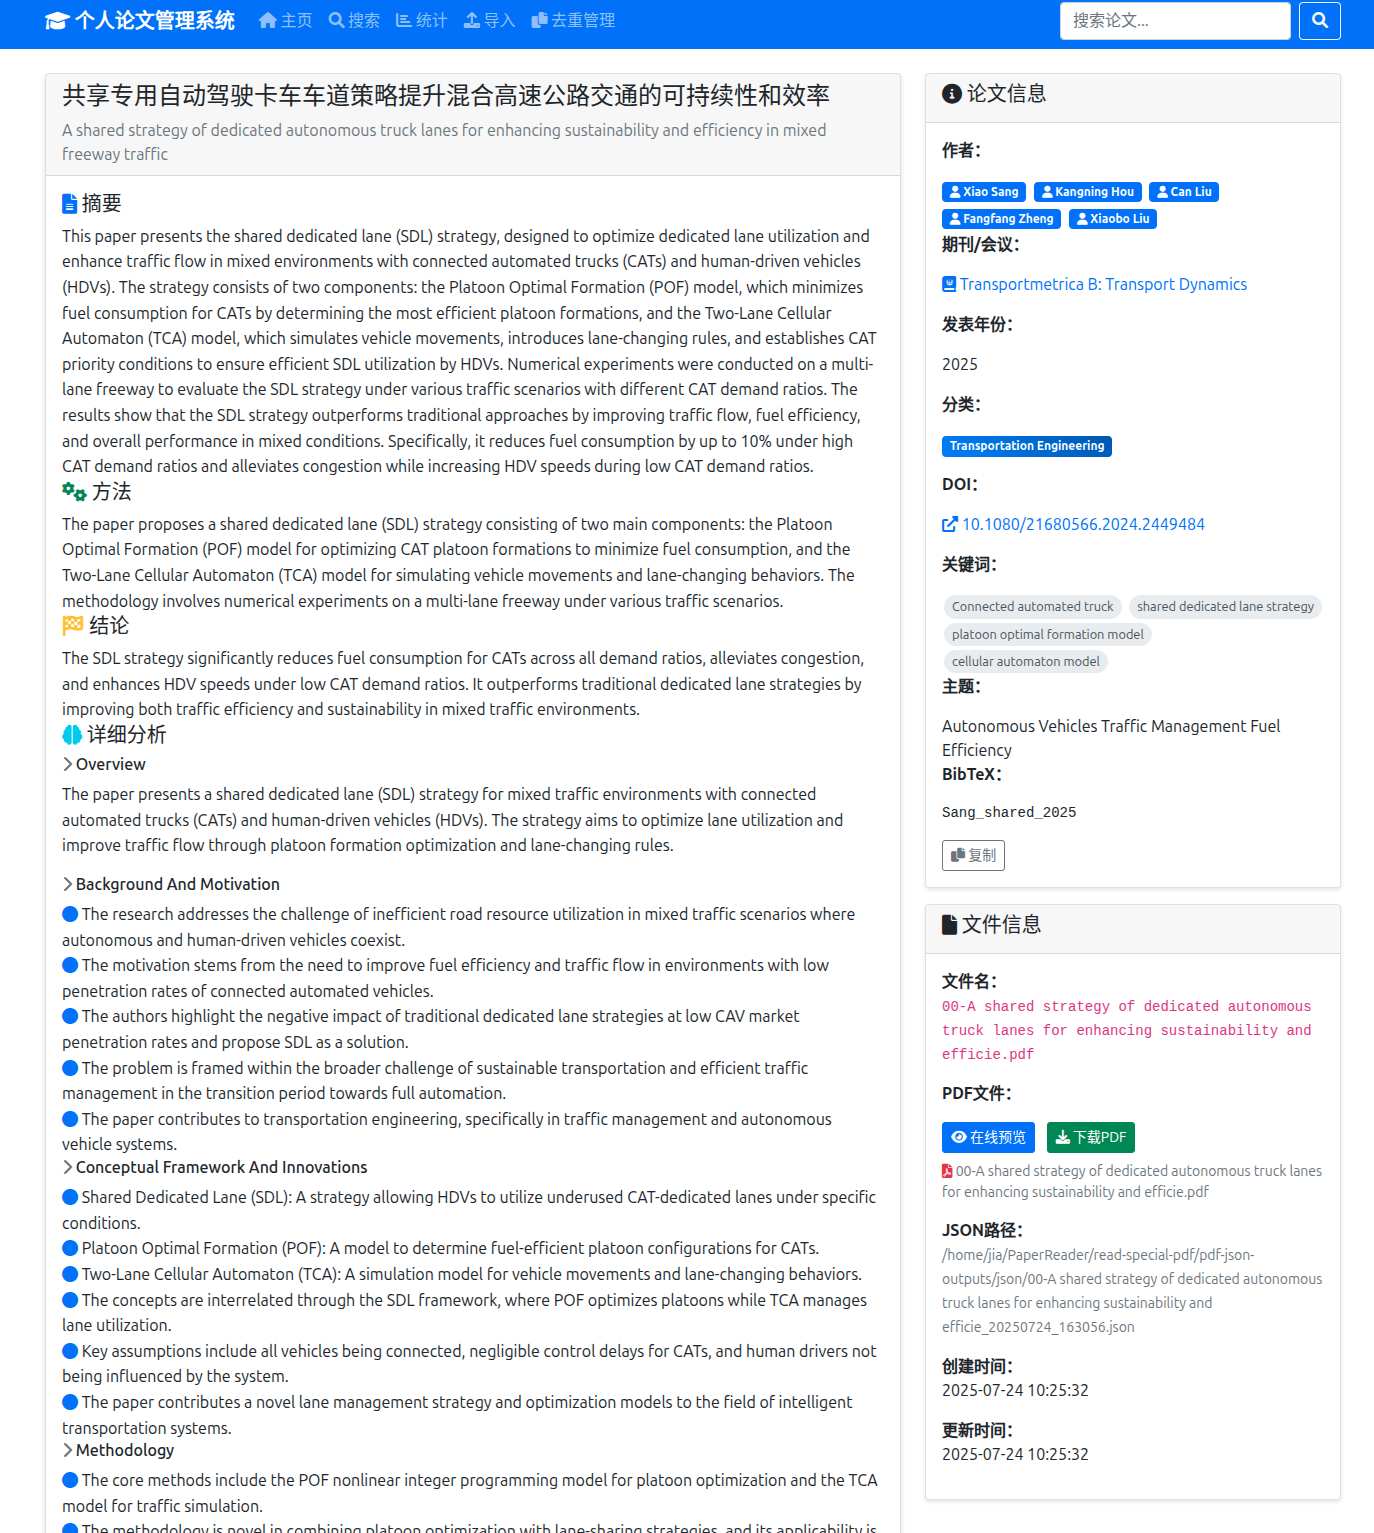 个人论文管理系统 主页 搜索 统计 导入 去重管理 搜索论文...
共享专用自动驾驶卡车车道策略提升混合高速公路交通的可持续性和效率
A shared strategy of dedicated autonomous truck lanes for enhancing sustainability and efficiency in mixed
freeway traffic
摘要
This paper presents the shared dedicated lane (SDL) strategy, designed to optimize dedicated lane utilization and
enhance traffic flow in mixed environments with connected automated trucks (CATs) and human-driven vehicles
(HDVs). The strategy consists of two components: the Platoon Optimal Formation (POF) model, which minimizes
fuel consumption for CATs by determining the most efficient platoon formations, and the Two-Lane Cellular
Automaton (TCA) model, which simulates vehicle movements, introduces lane-changing rules, and establishes CAT
priority conditions to ensure efficient SDL utilization by HDVs. Numerical experiments were conducted on a multi-
lane freeway to evaluate the SDL strategy under various traffic scenarios with different CAT demand ratios. The
results show that the SDL strategy outperforms traditional approaches by improving traffic flow, fuel efficiency,
and overall performance in mixed conditions. Specifically, it reduces fuel consumption by up to 10% under high
CAT demand ratios and alleviates congestion while increasing HDV speeds during low CAT demand ratios.
方法
The paper proposes a shared dedicated lane (SDL) strategy consisting of two main components: the Platoon
Optimal Formation (POF) model for optimizing CAT platoon formations to minimize fuel consumption, and the
Two-Lane Cellular Automaton (TCA) model for simulating vehicle movements and lane-changing behaviors. The
methodology involves numerical experiments on a multi-lane freeway under various traffic scenarios.
结论
The SDL strategy significantly reduces fuel consumption for CATs across all demand ratios, alleviates congestion,
and enhances HDV speeds under low CAT demand ratios. It outperforms traditional dedicated lane strategies by
improving both traffic efficiency and sustainability in mixed traffic environments.
详细分析
Overview
The paper presents a shared dedicated lane (SDL) strategy for mixed traffic environments with connected
automated trucks (CATs) and human-driven vehicles (HDVs). The strategy aims to optimize lane utilization and
improve traffic flow through platoon formation optimization and lane-changing rules.
Background And Motivation
The research addresses the challenge of inefficient road resource utilization in mixed traffic scenarios where
autonomous and human-driven vehicles coexist.
The motivation stems from the need to improve fuel efficiency and traffic flow in environments with low
penetration rates of connected automated vehicles.
The authors highlight the negative impact of traditional dedicated lane strategies at low CAV market
penetration rates and propose SDL as a solution.
The problem is framed within the broader challenge of sustainable transportation and efficient traffic
management in the transition period towards full automation.
The paper contributes to transportation engineering, specifically in traffic management and autonomous
vehicle systems.
Conceptual Framework And Innovations
Shared Dedicated Lane (SDL): A strategy allowing HDVs to utilize underused CAT-dedicated lanes under specific
conditions.
Platoon Optimal Formation (POF): A model to determine fuel-efficient platoon configurations for CATs.
Two-Lane Cellular Automaton (TCA): A simulation model for vehicle movements and lane-changing behaviors.
The concepts are interrelated through the SDL framework, where POF optimizes platoons while TCA manages
lane utilization.
Key assumptions include all vehicles being connected, negligible control delays for CATs, and human drivers not
being influenced by the system.
The paper contributes a novel lane management strategy and optimization models to the field of intelligent
transportation systems.
Methodology
The core methods include the POF nonlinear integer programming model for platoon optimization and the TCA
model for traffic simulation.
The methodology is novel in combining platoon optimization with lane-sharing strategies, and its applicability is
论文信息
作者：
Xiao Sang Kangning Hou Can Liu
Fangfang Zheng Xiaobo Liu
期刊/会议：
Transportmetrica B: Transport Dynamics
发表年份：
2025
分类：
Transportation Engineering
DOI：
10.1080/21680566.2024.2449484
关键词：
Connected automated truck shared dedicated lane strategy
platoon optimal formation model
cellular automaton model
主题：
Autonomous Vehicles Traffic Management Fuel
Efficiency
BibTeX：
Sang_shared_2025
复制
文件信息
文件名：
00-A shared strategy of dedicated autonomous
truck lanes for enhancing sustainability and
efficie.pdf
PDF文件：
在线预览 下载PDF
00-A shared strategy of dedicated autonomous truck lanes
for enhancing sustainability and efficie.pdf
JSON路径：
/home/jia/PaperReader/read-special-pdf/pdf-json-
outputs/json/00-A shared strategy of dedicated autonomous
truck lanes for enhancing sustainability and
efficie_20250724_163056.json
创建时间：
2025-07-24 10:25:32
更新时间：
2025-07-24 10:25:32